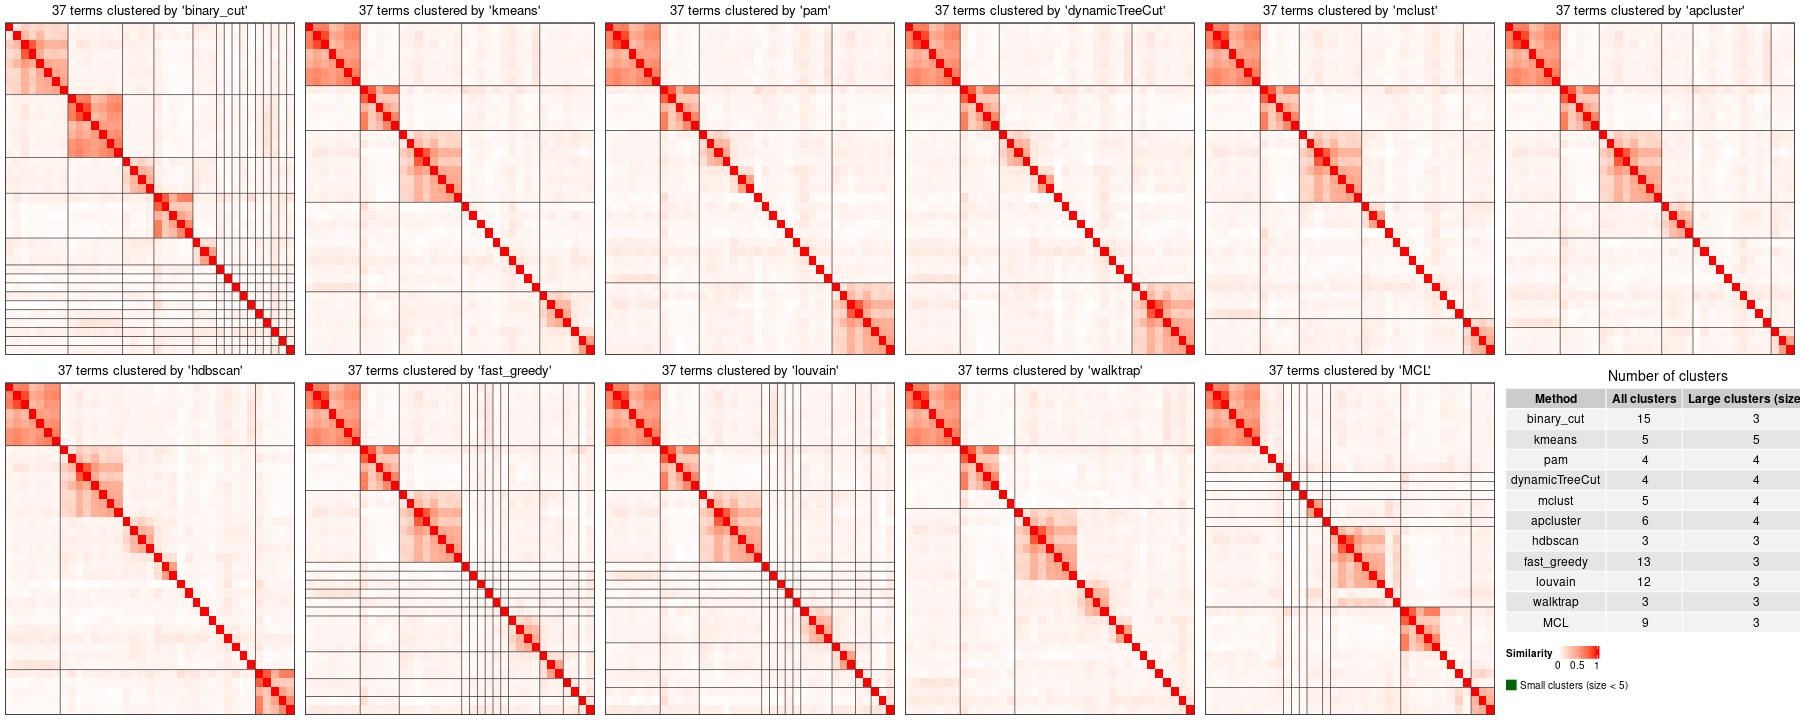 37 terms clustered by 'binary_cut'
37 terms clustered by 'kmeans'
37 terms clustered by 'pam'
37 terms clustered by 'dynamicTreeCut'
37 terms clustered by 'mclust'
37 terms clustered by 'apcluster'
37 terms clustered by 'hdbscan'
37 terms clustered by 'fast_greedy'
37 terms clustered by 'louvain'
37 terms clustered by 'walktrap'
37 terms clustered by 'MCL'
Number of clusters
Method All clusters Large clusters (size
binary_cut 15 3
kmeans 5 5
pam 4 4
dynamicTreeCut 4 4
mclust 5 4
apcluster 6 4
hdbscan 3 3
fast_greedy 13 3
louvain 12 3
walktrap 3 3
MCL 9 3
Similarity
0 0.5 1
Small clusters (size < 5)